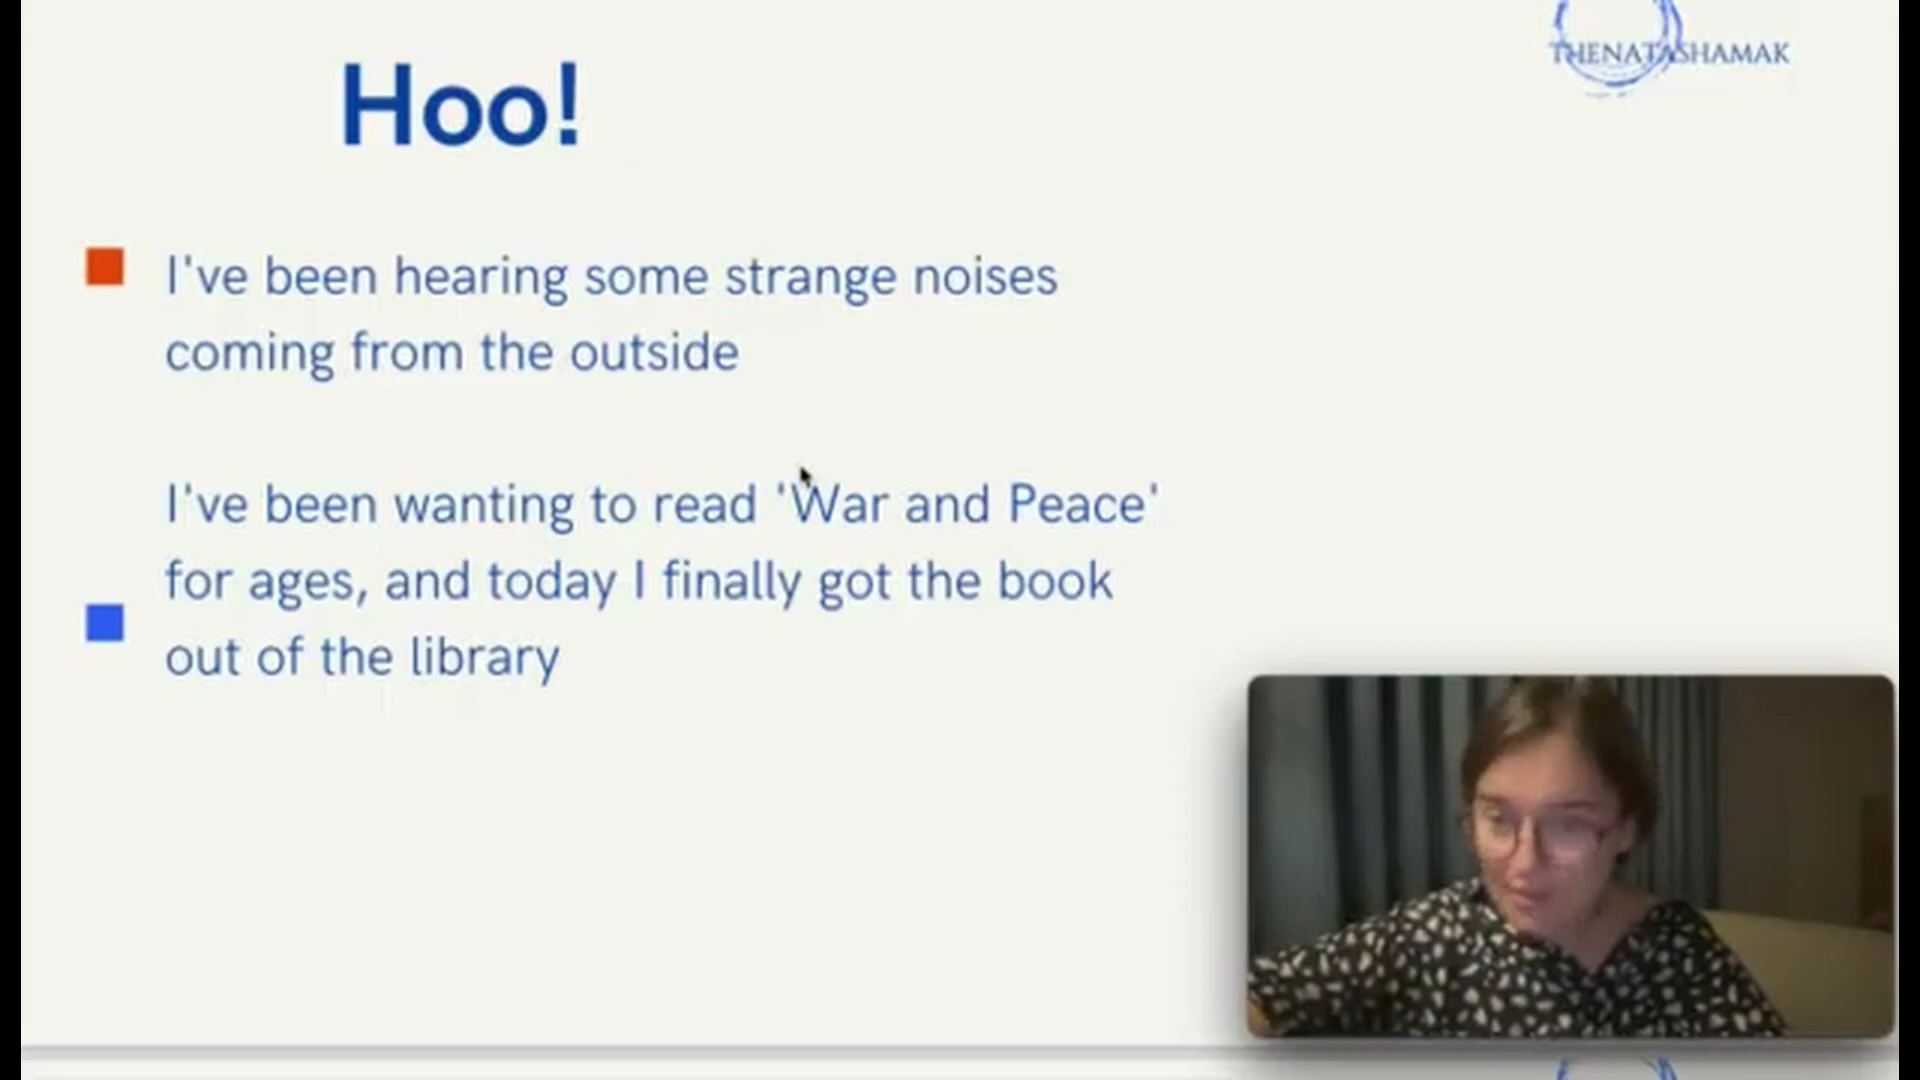 Hoo!
THENATASHAMAK
I've been hearing some strange noises
coming from the outside
I've been wanting to read 'War and Peace'
for ages, and today I finally got the book
out of the library